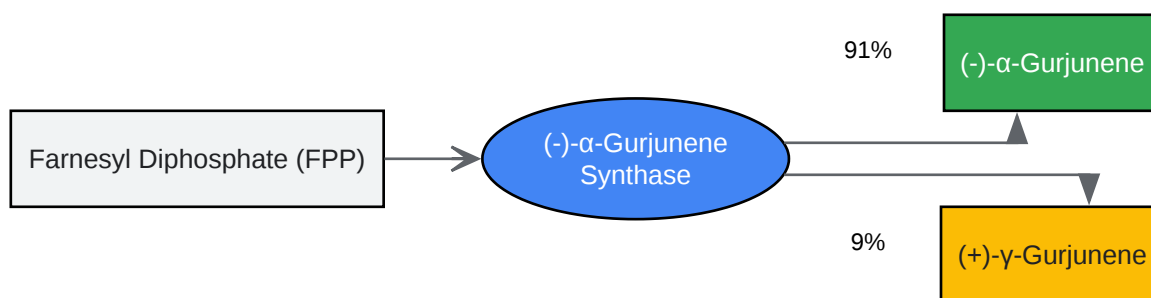 91%
(-)-α-Gurjunene
Farnesyl Diphosphate (FPP)
(-)-α-Gurjunene
Synthase
9%
(+)-γ-Gurjunene